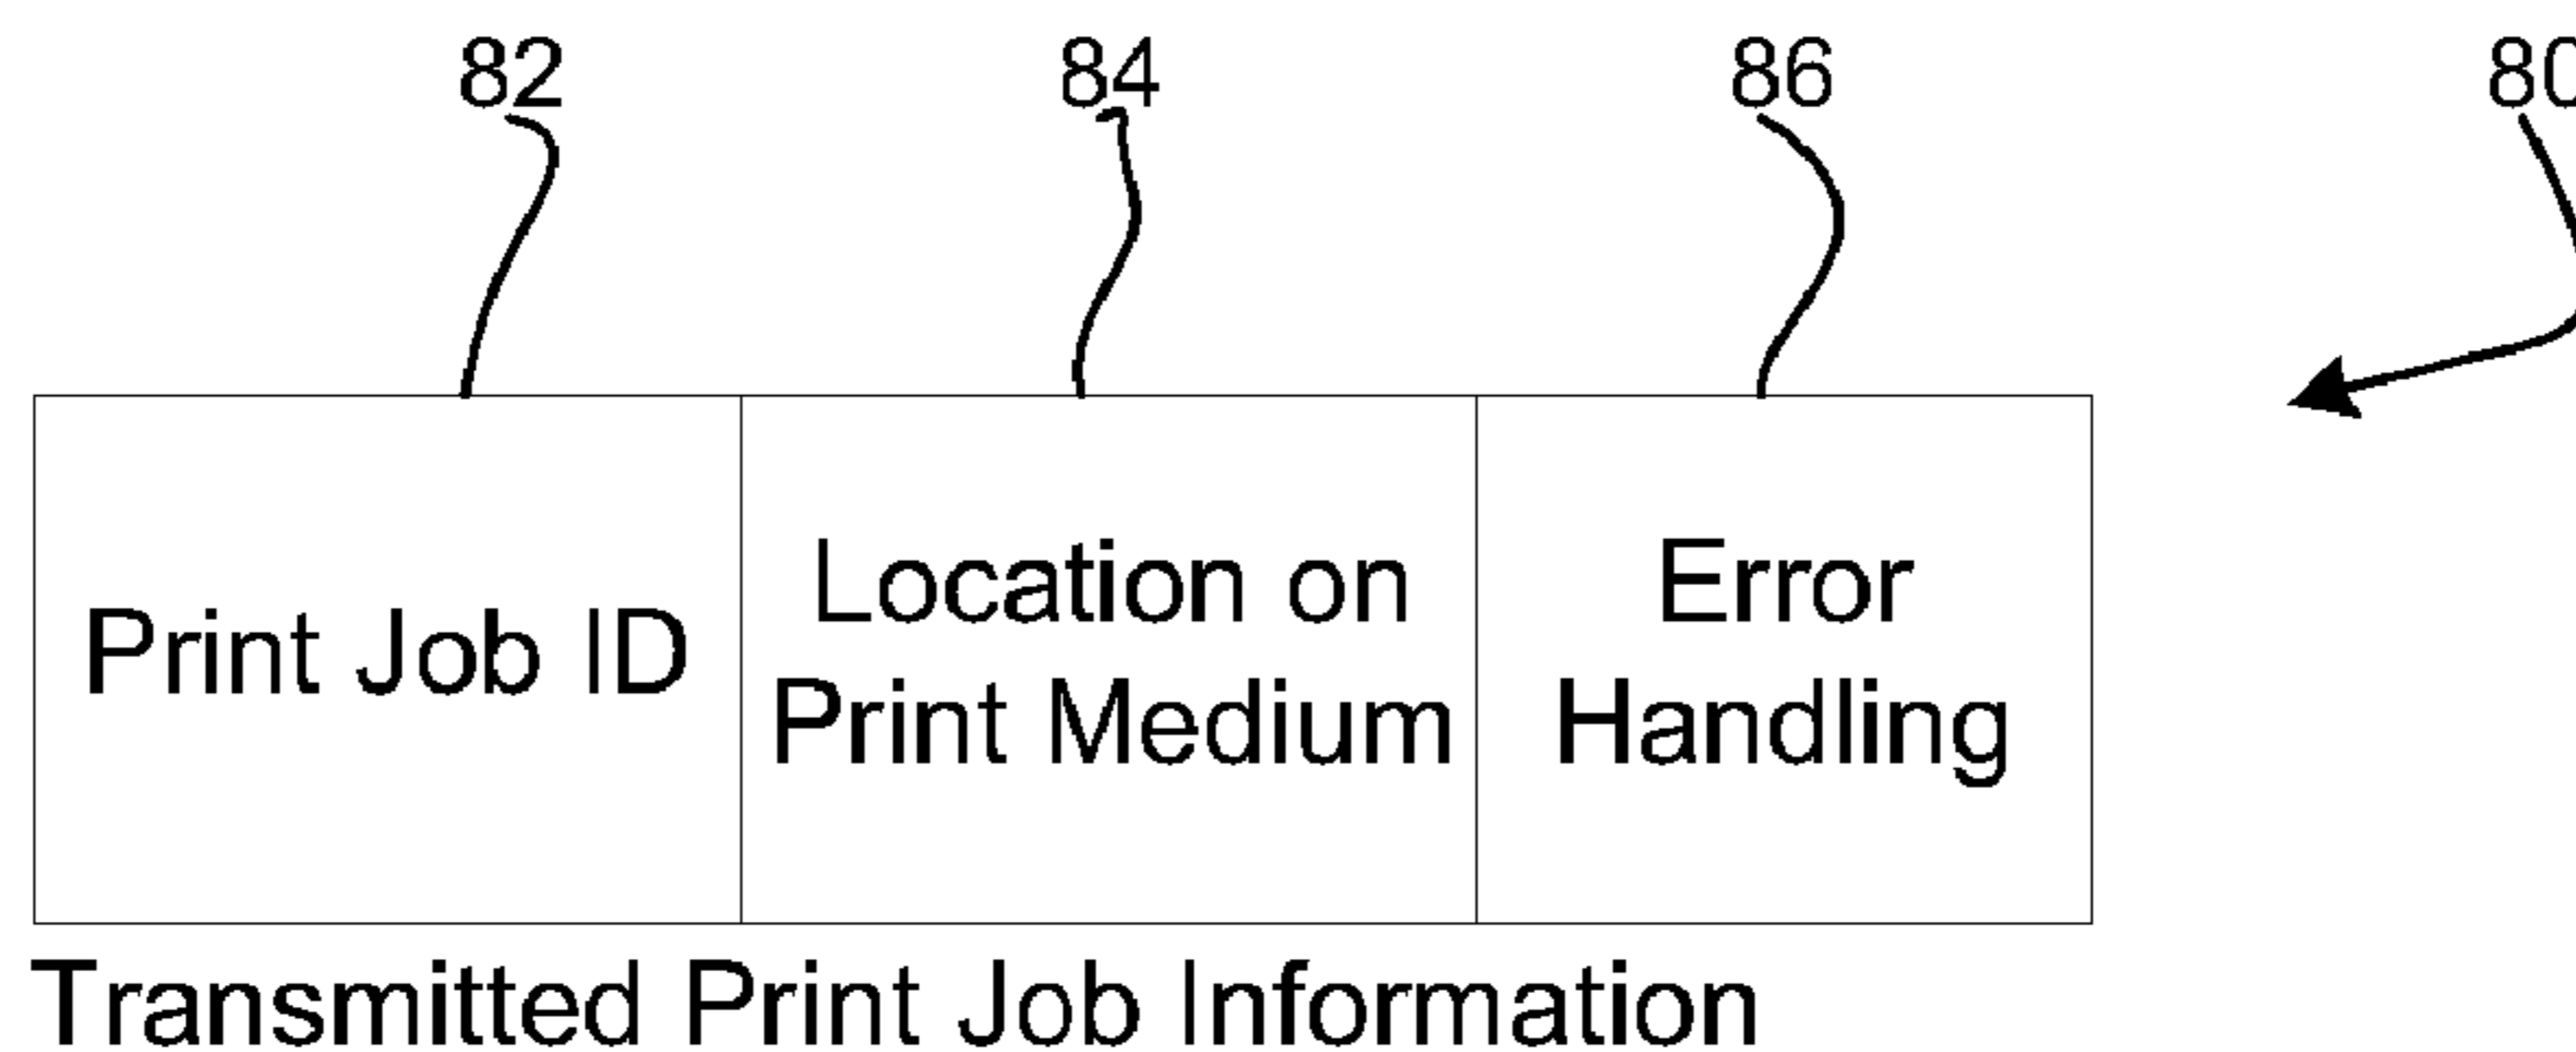 82 84 86 80
Print Job ID
Location on
Print Medium
Error
Handling
Transmitted Print Job Information